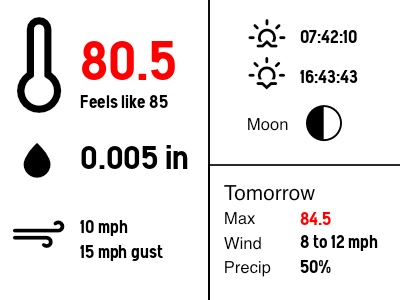 80.5
Feels like 85
0.005 in
10 mph
15 mph gust
07:42:10
16:43:43
Moon
Tomorrow
Max 84.5
Wind 8 to 12 mph
Precip 50%